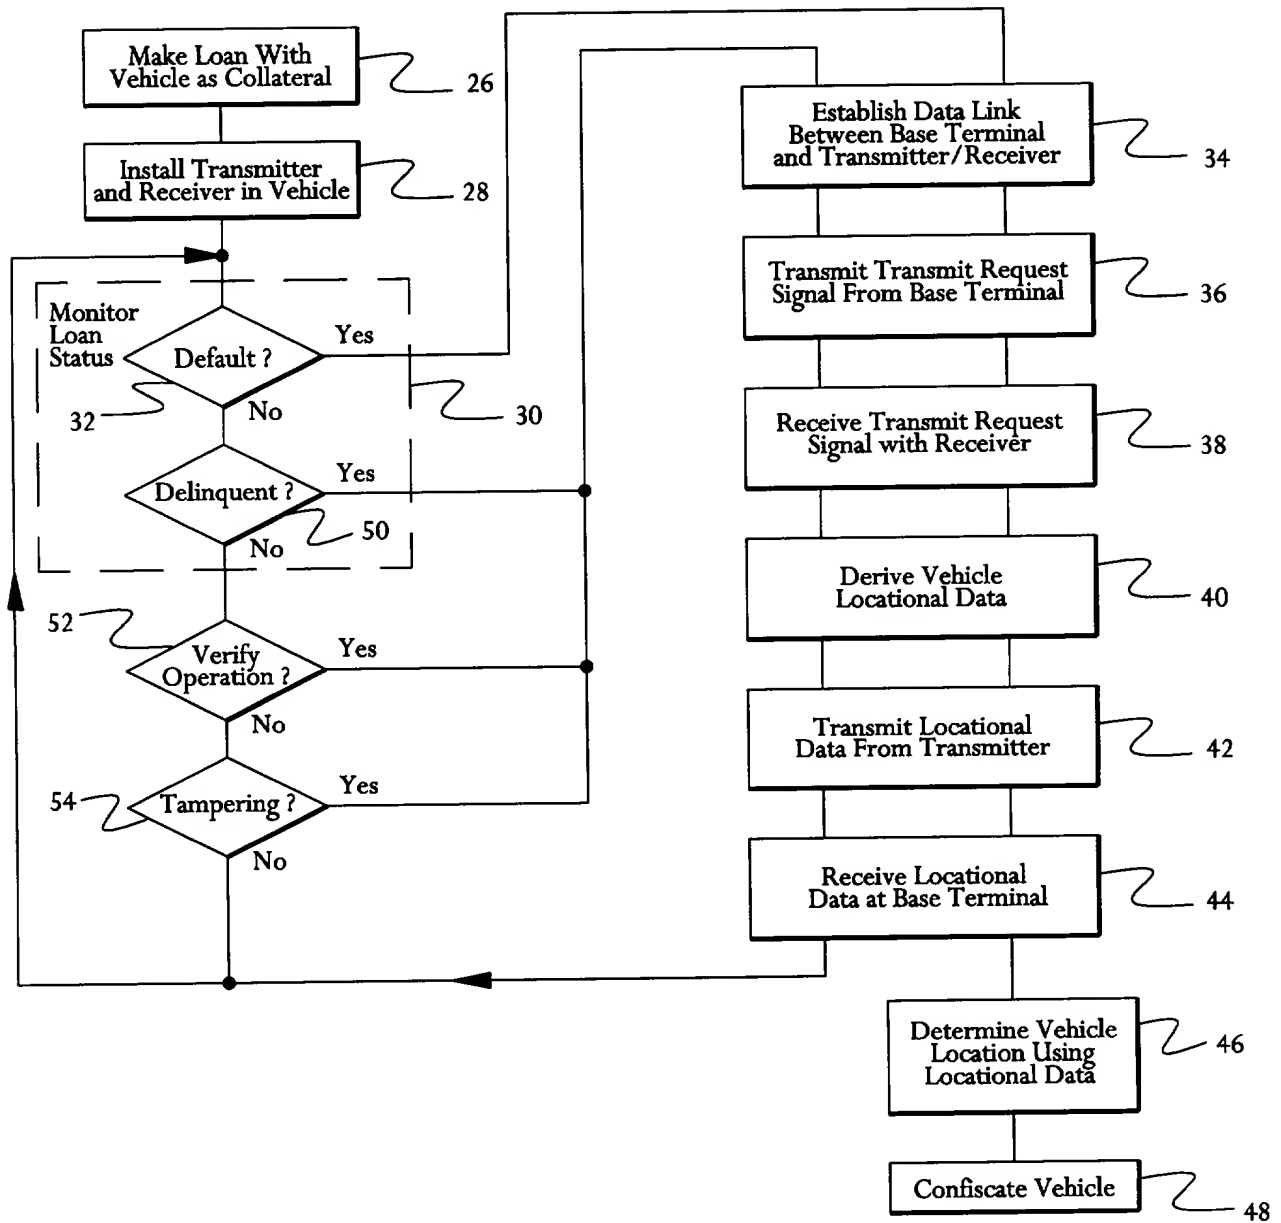 Make Loan With
Vehicle as Collateral
26
Install Transmitter
and Receiver in Vehicle
28
Monitor
Loan
Status
Default ?
Yes
No
32
30
Delinquent ?
Yes
No
50
52
Verify
Operation ?
Yes
No
54
Tampering ?
Yes
No
Establish Data Link
Between Base Terminal
and Transmitter/Receiver
34
Transmit Transmit Request
Signal From Base Terminal
36
Receive Transmit Request
Signal with Receiver
38
Derive Vehicle
Locational Data
40
Transmit Locational
Data From Transmitter
42
Receive Locational
Data at Base Terminal
44
Determine Vehicle
Location Using
Locational Data
46
Confiscate Vehicle
48